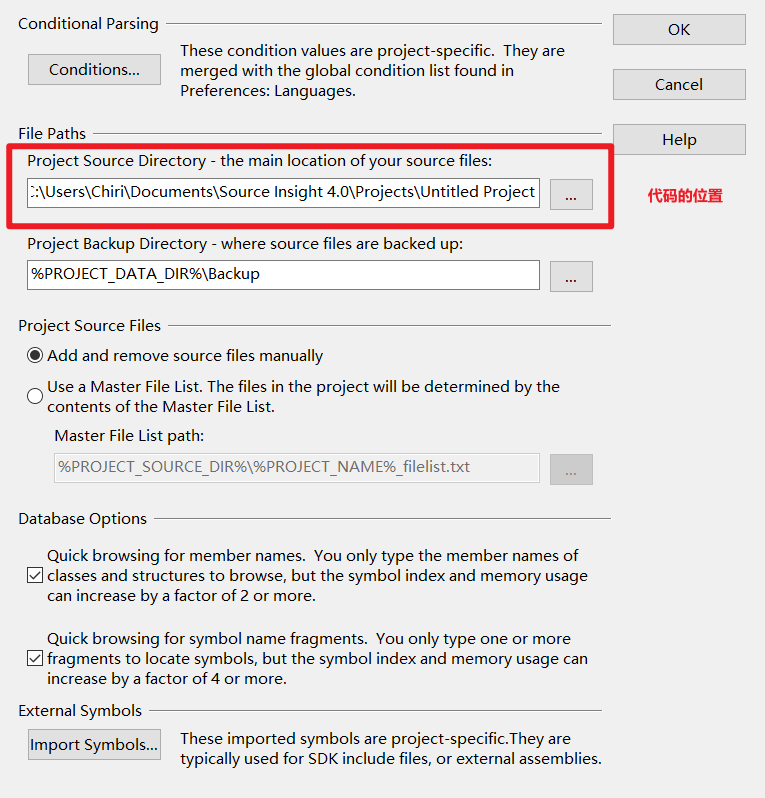 Conditional Parsing
OK
Conditions...
These condition values are project-specific.  They are
merged with the global condition list found in
Preferences: Languages.
Cancel
File Paths
Help
Project Source Directory - the main location of your source files:
:\Users\Chiri\Documents\Source Insight 4.0\Projects\Untitled Project
...
代码的位置
Project Backup Directory - where source files are backed up:
%PROJECT_DATA_DIR%\Backup
...
Project Source Files
Add and remove source files manually
Use a Master File List. The files in the project will be determined by the
contents of the Master File List.
Master File List path:
%PROJECT_SOURCE_DIR%\%PROJECT_NAME%_filelist.txt
...
Database Options
Quick browsing for member names.  You only type the member names of
classes and structures to browse, but the symbol index and memory usage
can increase by a factor of 2 or more.
Quick browsing for symbol name fragments.  You only type one or more
fragments to locate symbols, but the symbol index and memory usage can
increase by a factor of 4 or more.
External Symbols
Import Symbols...
These imported symbols are project-specific.They are
typically used for SDK include files, or external assemblies.